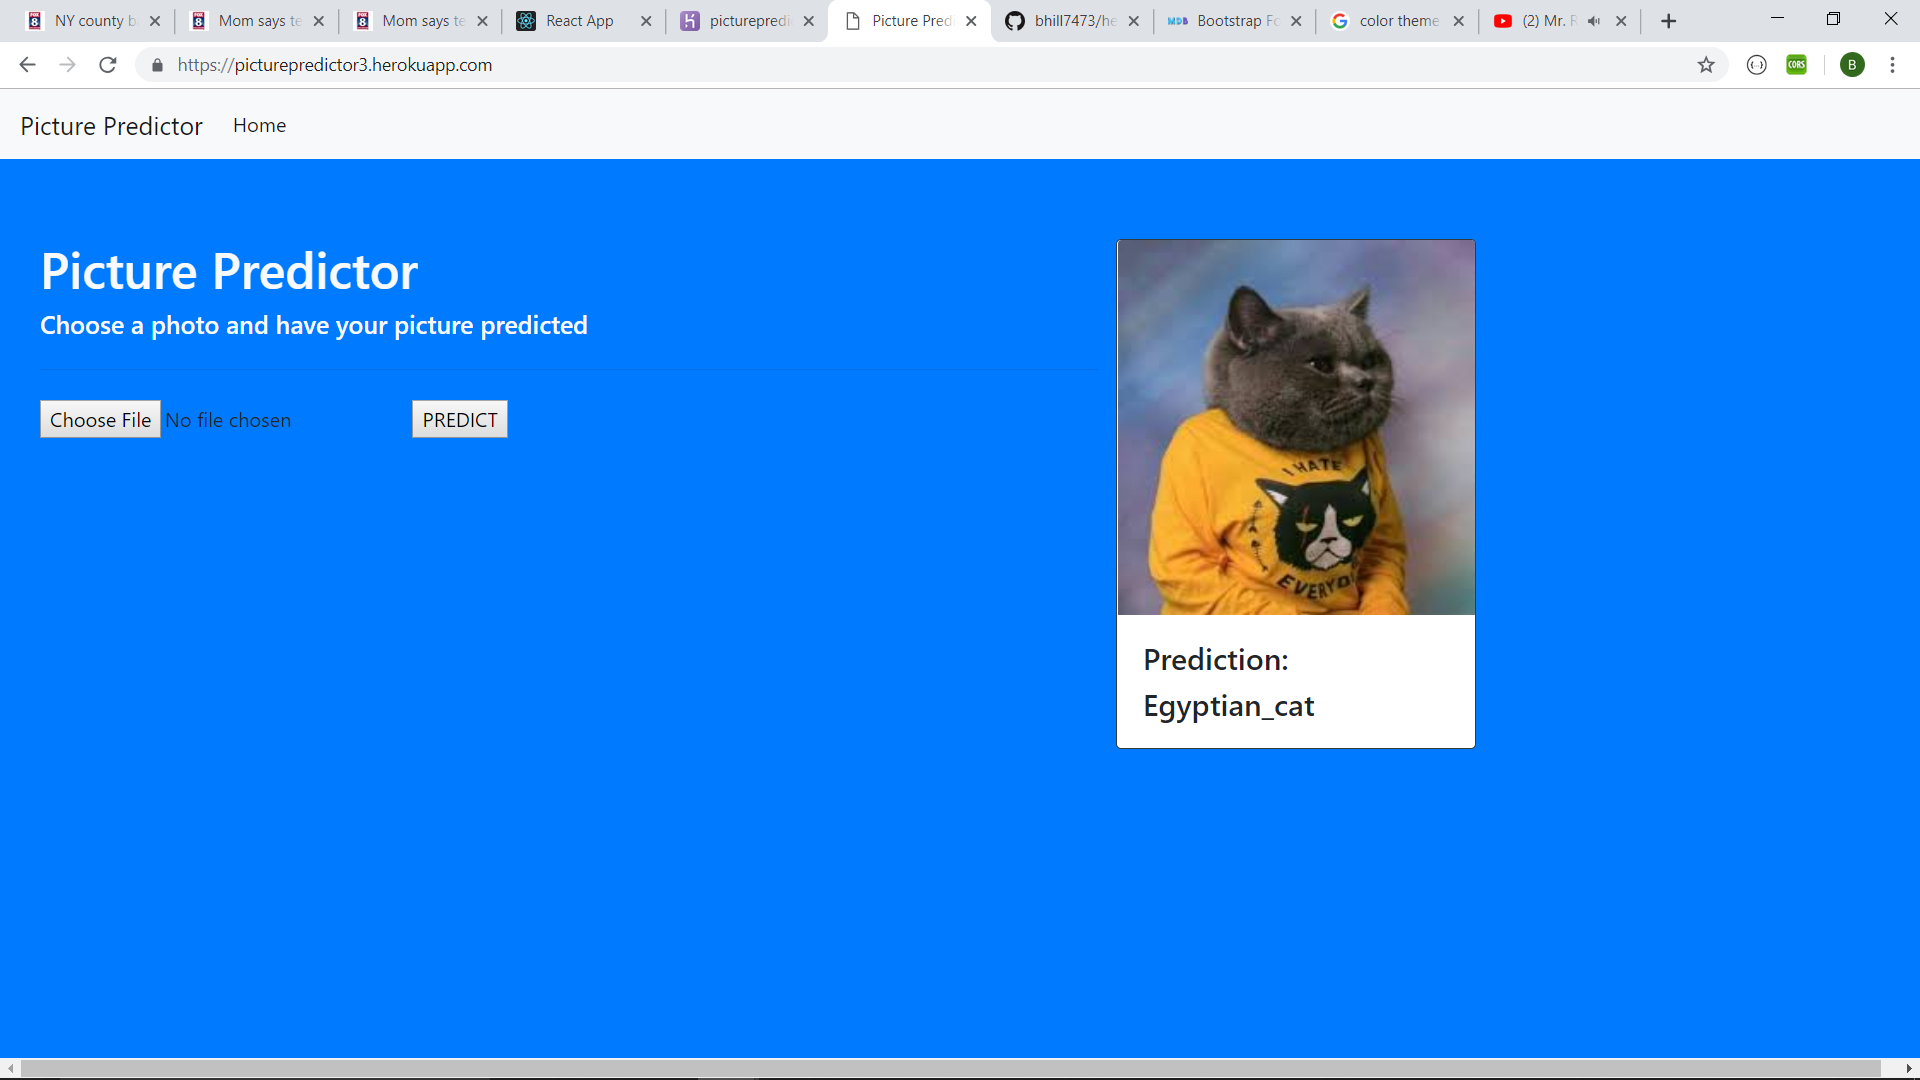 NY county b
Mom says te
Mom says te
React App
picturepredi
Picture Pred
bhill7473/he
Bootstrap Fo
color theme
(2) Mr. R
https://picturepredictor3.herokuapp.com
CORS
B
Picture Predictor
Home
Picture Predictor
Choose a photo and have your picture predicted
Choose File No file chosen
PREDICT
I HATE
EVERYO
Prediction:
Egyptian_cat